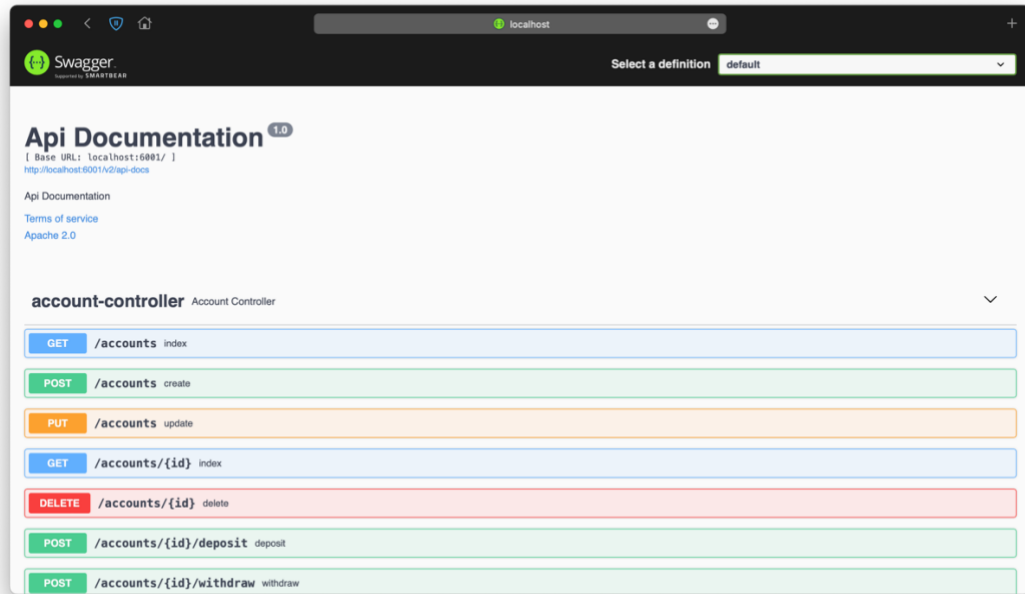 localhost
Swagger.
Supported by SMARTBEAR
Select a definition default
Api Documentation 1.0
[ Base URL: localhost:6001/ ]
http://localhost:6001/v2/api-docs
Api Documentation
Terms of service
Apache 2.0
account-controller Account Controller
GET /accounts index
POST /accounts create
PUT /accounts update
GET /accounts/{id} index
DELETE /accounts/{id} delete
POST /accounts/{id}/deposit deposit
POST /accounts/{id}/withdraw withdraw